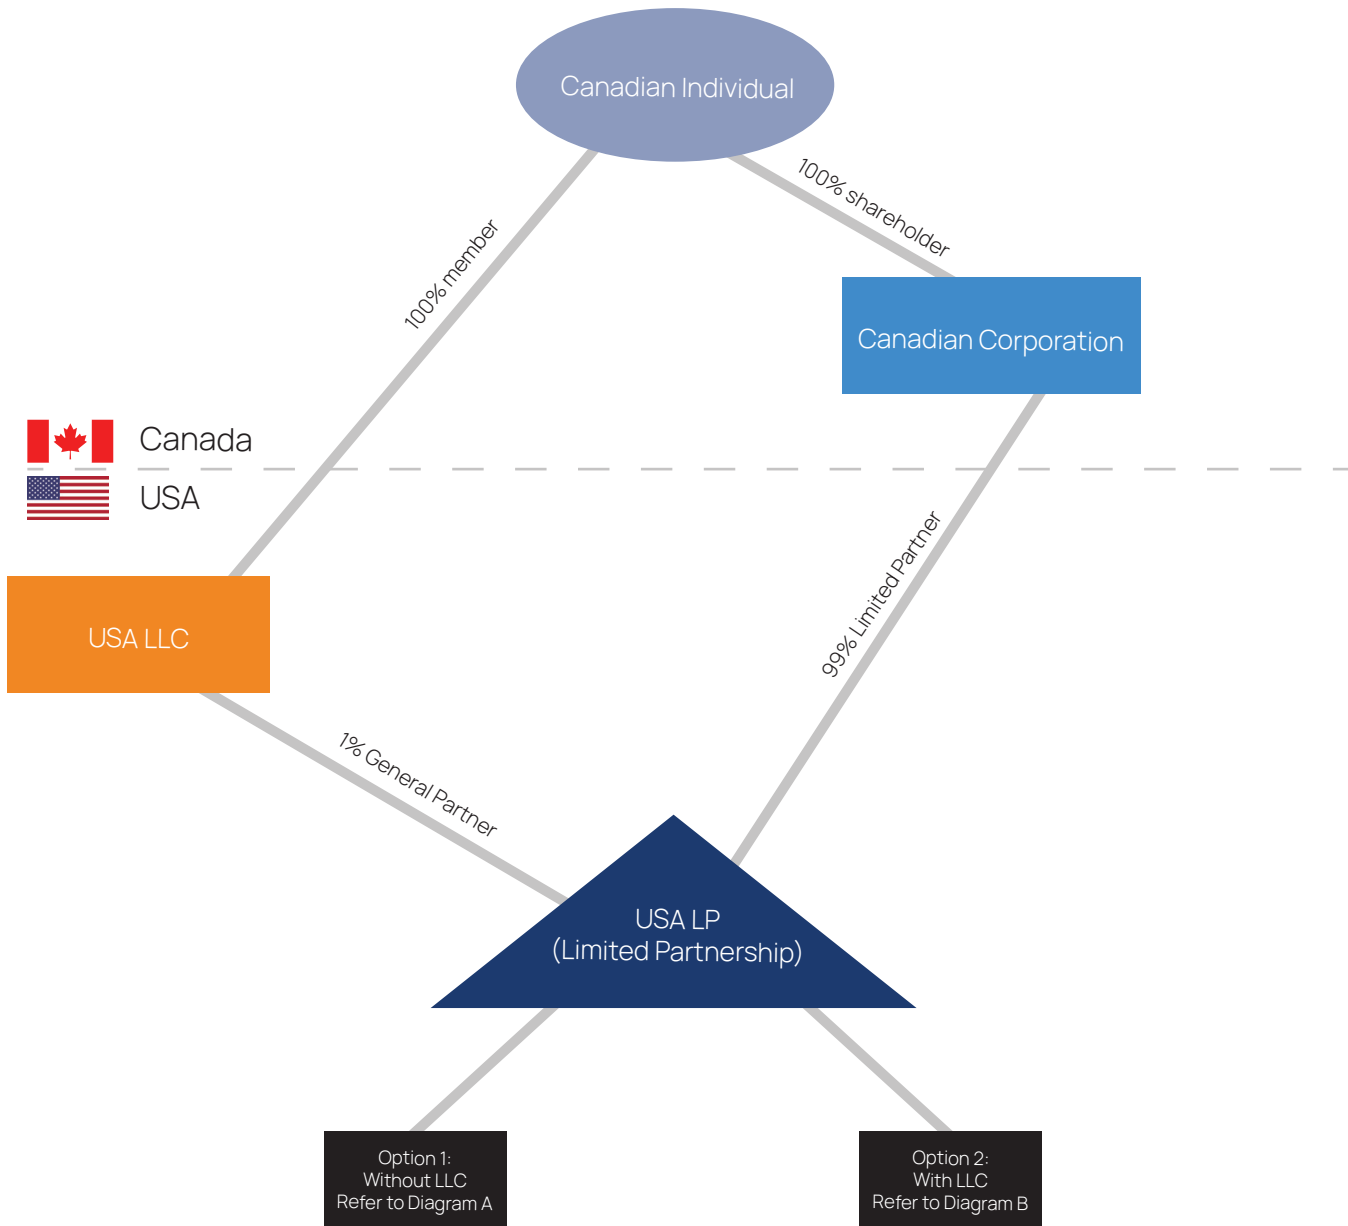 Canadian Individual
100% shareholder
100% member
Canadian Corporation
Canada
USA
99% Limited Partner
USA LLC
1% General Partner
USA LP
(Limited Partnership)
Option 1:
Without LLC
Refer to Diagram A
Option 2:
With LLC
Refer to Diagram B